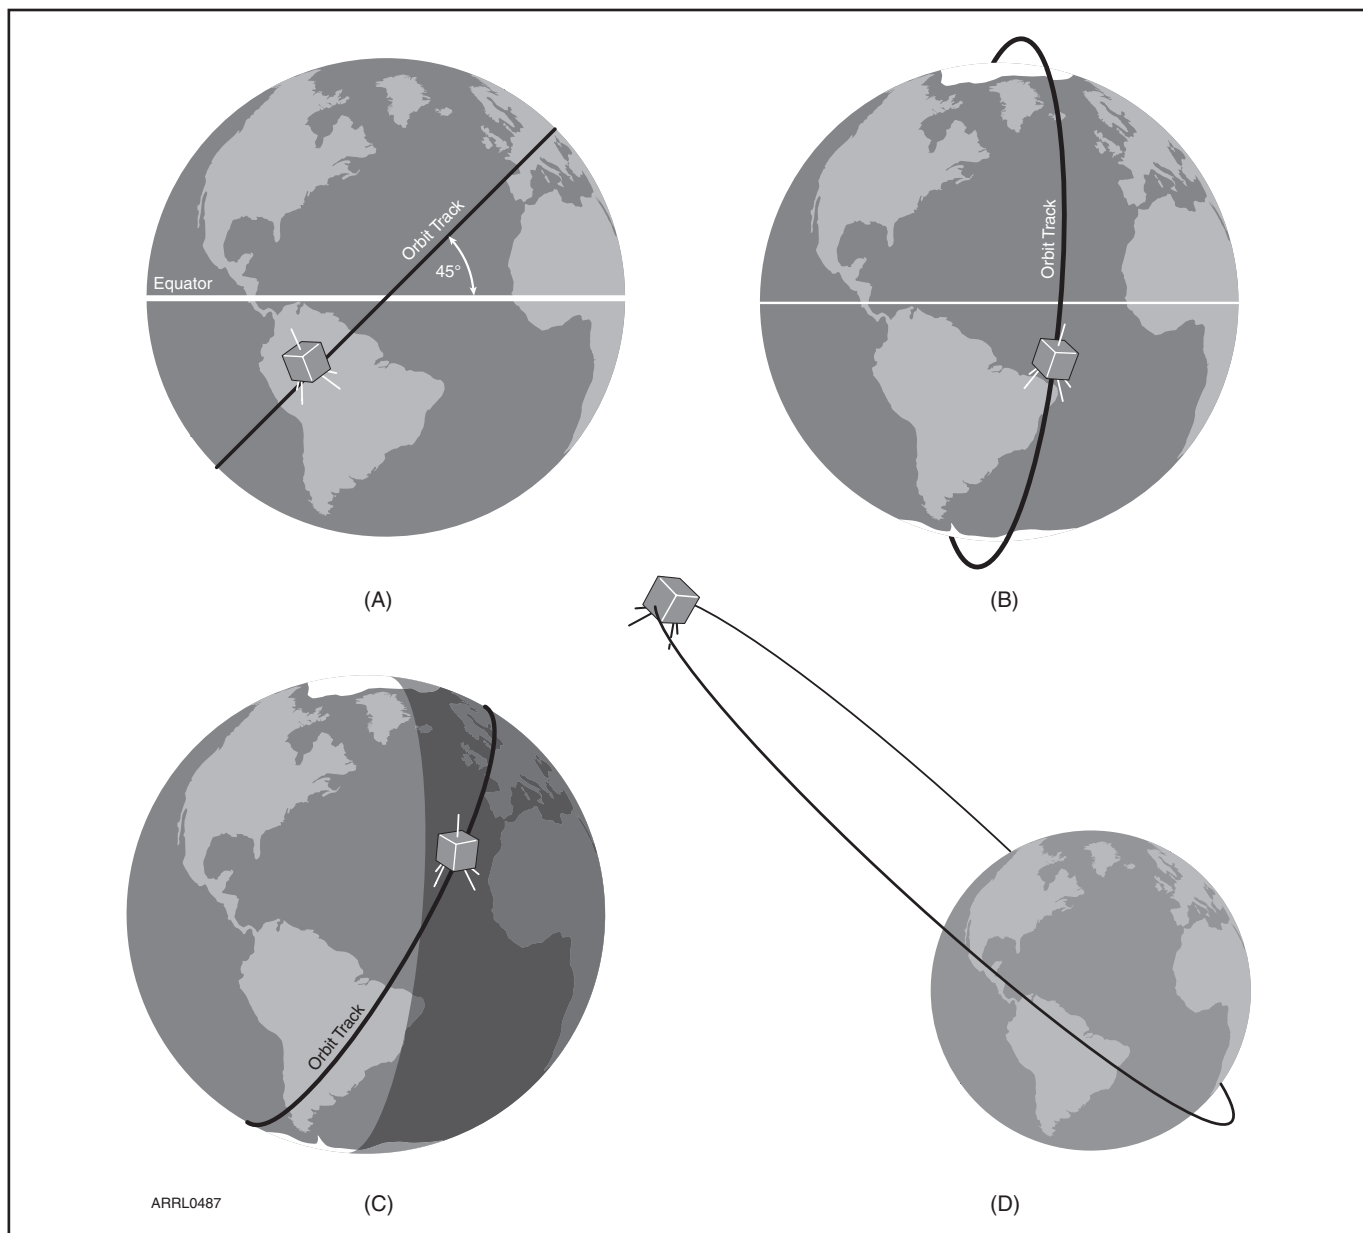 Orbit Track
45°
Equator
(A)
Orbit Track
(B)
Orbit Track
ARRL0487
(C)
(D)